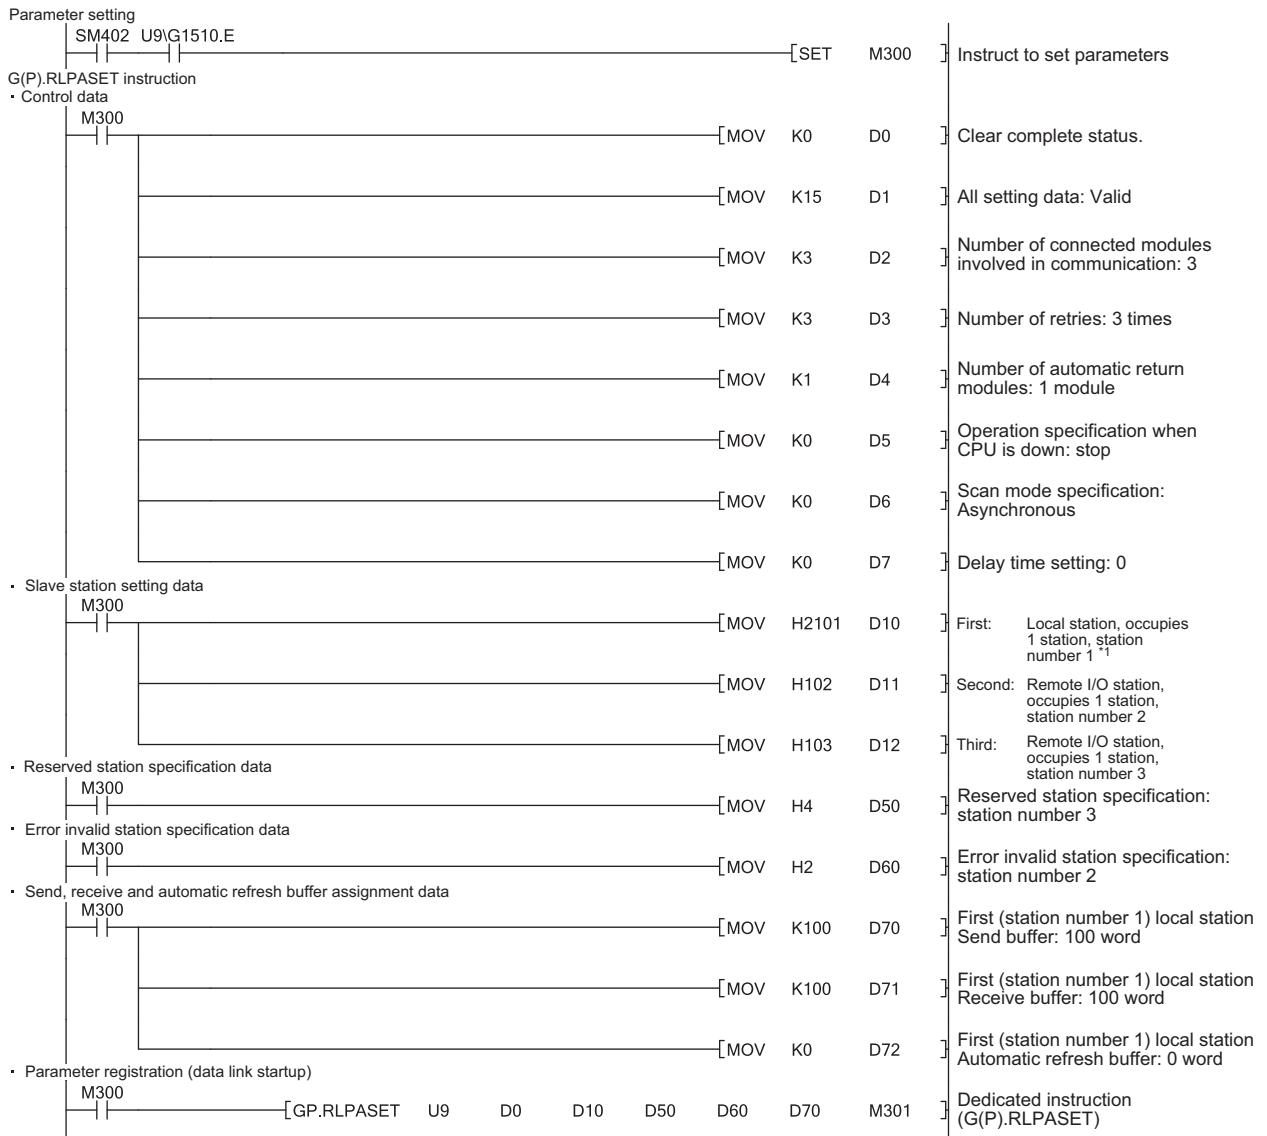 Parameter setting
SM402 U9\G1510.E
SET M300 Instruct to set parameters
G(P).RLPASET instruction
· Control data
M300
MOV K0 D0 Clear complete status.
MOV K15 D1 All setting data: Valid
MOV K3 D2 Number of connected modules
involved in communication: 3
MOV K3 D3 Number of retries: 3 times
MOV K1 D4 Number of automatic return
modules: 1 module
MOV K0 D5 Operation specification when
CPU is down: stop
MOV K0 D6 Scan mode specification:
Asynchronous
MOV K0 D7 Delay time setting: 0
· Slave station setting data
M300
MOV H2101 D10 First: Local station, occupies
1 station, station
number 1 *1
MOV H102 D11 Second: Remote I/O station,
occupies 1 station,
station number 2
MOV H103 D12 Third: Remote I/O station,
occupies 1 station,
station number 3
· Reserved station specification data
M300
MOV H4 D50 Reserved station specification:
station number 3
· Error invalid station specification data
M300
MOV H2 D60 Error invalid station specification:
station number 2
· Send, receive and automatic refresh buffer assignment data
M300
MOV K100 D70 First (station number 1) local station
Send buffer: 100 word
MOV K100 D71 First (station number 1) local station
Receive buffer: 100 word
MOV K0 D72 First (station number 1) local station
Automatic refresh buffer: 0 word
· Parameter registration (data link startup)
M300
GP.RLPASET U9 D0 D10 D50 D60 D70 M301 Dedicated instruction
(G(P).RLPASET)